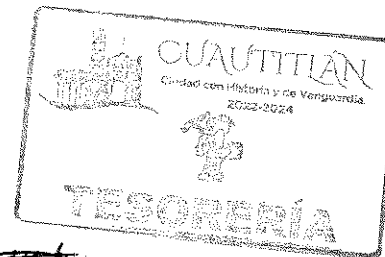 CUAUTITLÁN
Ciudad con Historia y de Vanguardia
2022-2024
TESORERÍA